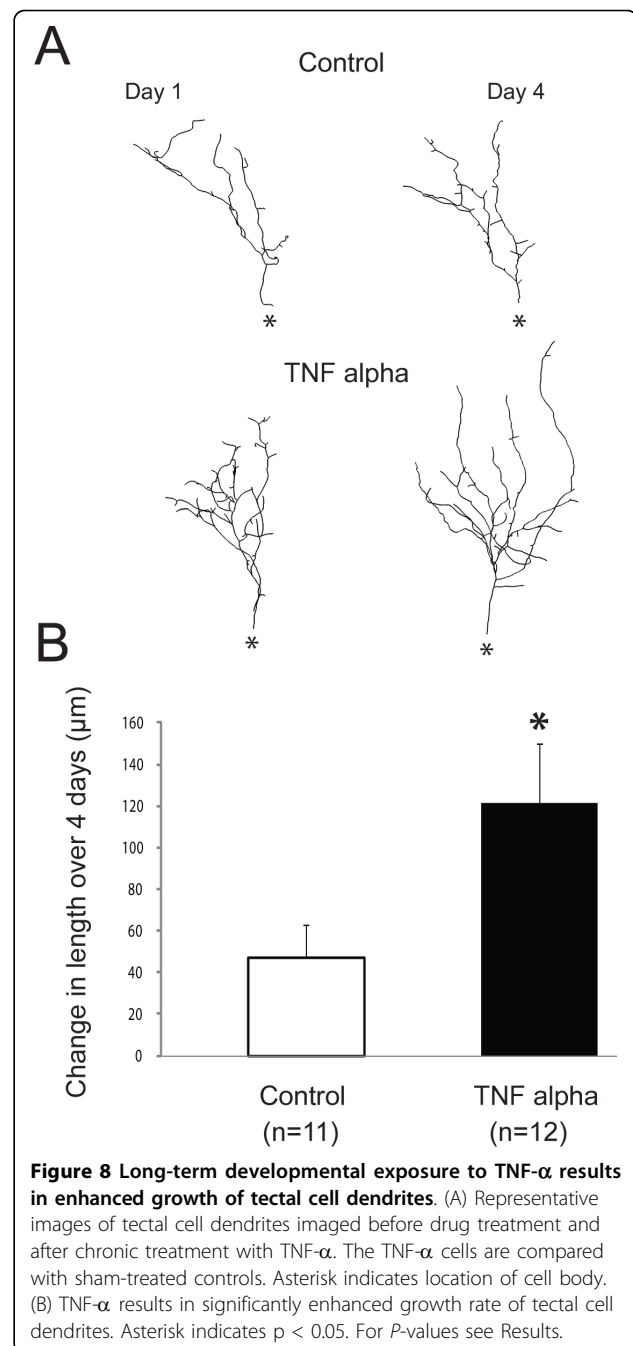 A
Control
Day 1 Day 4
* *
TNF alpha
* *
B
Change in length over 4 days (µm)
160
140
120
100
80
60
40
20
0
*
Control TNF alpha
(n=11) (n=12)
Figure 8 Long-term developmental exposure to TNF-α results
in enhanced growth of tectal cell dendrites. (A) Representative
images of tectal cell dendrites imaged before drug treatment and
after chronic treatment with TNF-α. The TNF-α cells are compared
with sham-treated controls. Asterisk indicates location of cell body.
(B) TNF-α results in significantly enhanced growth rate of tectal cell
dendrites. Asterisk indicates p < 0.05. For P-values see Results.